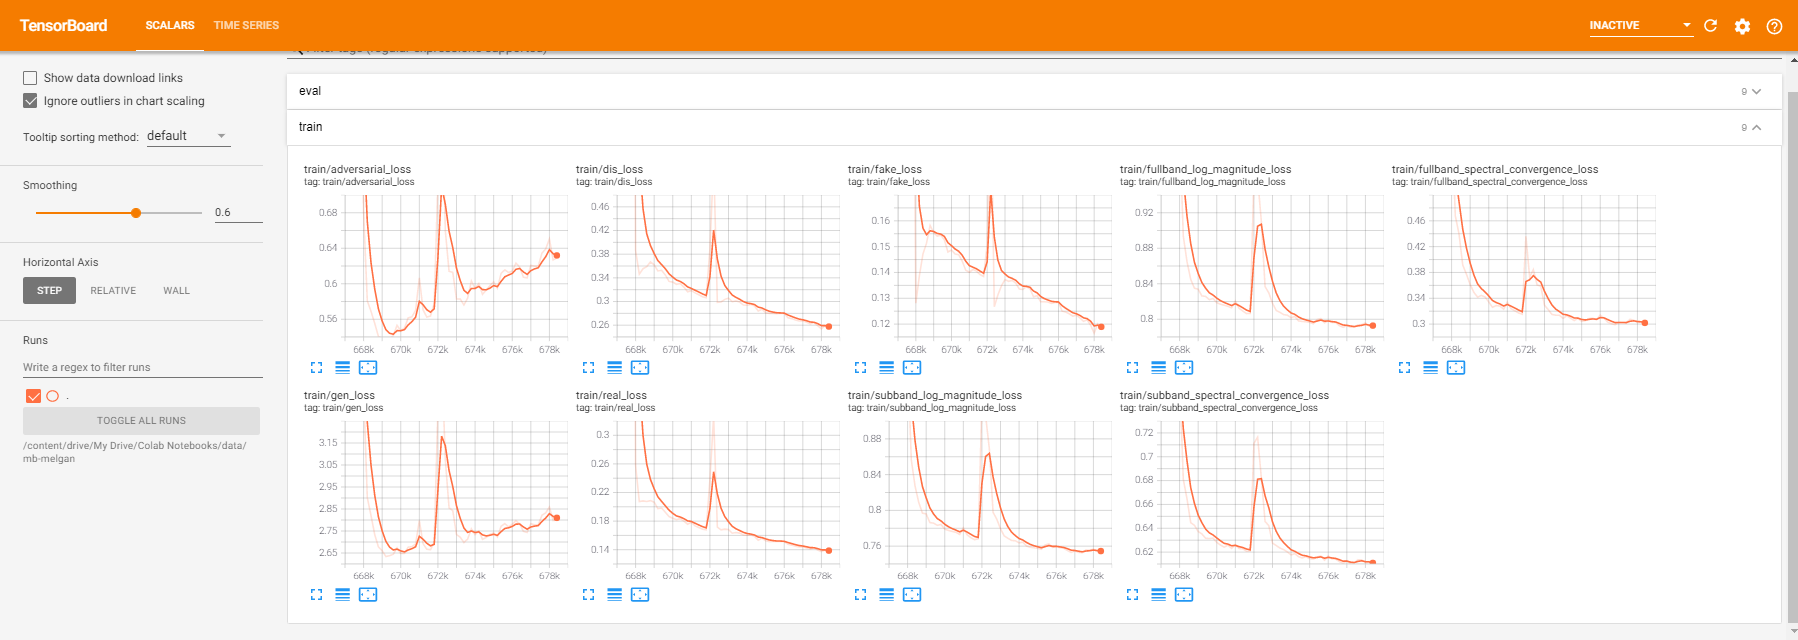 TensorBoard
SCALARS
TIME SERIES
INACTIVE
Filter tags (regular expressions supported)
Show data download links
Ignore outliers in chart scaling
Tooltip sorting method: default
Smoothing
0.6
Horizontal Axis
STEP RELATIVE WALL
Runs
Write a regex to filter runs
.
TOGGLE ALL RUNS
/content/drive/My Drive/Colab Notebooks/data/
mb-melgan
eval
9
train
9
train/adversarial_loss
tag: train/adversarial_loss
0.68
0.64
0.6
0.56
668k 670k 672k 674k 676k 678k
train/dis_loss
tag: train/dis_loss
0.46
0.42
0.38
0.34
0.3
0.26
668k 670k 672k 674k 676k 678k
train/fake_loss
tag: train/fake_loss
0.16
0.15
0.14
0.13
0.12
668k 670k 672k 674k 676k 678k
train/fullband_log_magnitude_loss
tag: train/fullband_log_magnitude_loss
0.92
0.88
0.84
0.8
668k 670k 672k 674k 676k 678k
train/fullband_spectral_convergence_loss
tag: train/fullband_spectral_convergence_loss
0.46
0.42
0.38
0.34
0.3
668k 670k 672k 674k 676k 678k
train/gen_loss
tag: train/gen_loss
3.15
3.05
2.95
2.85
2.75
2.65
668k 670k 672k 674k 676k 678k
train/real_loss
tag: train/real_loss
0.3
0.26
0.22
0.18
0.14
668k 670k 672k 674k 676k 678k
train/subband_log_magnitude_loss
tag: train/subband_log_magnitude_loss
0.88
0.84
0.8
0.76
668k 670k 672k 674k 676k 678k
train/subband_spectral_convergence_loss
tag: train/subband_spectral_convergence_loss
0.72
0.7
0.68
0.66
0.64
0.62
668k 670k 672k 674k 676k 678k